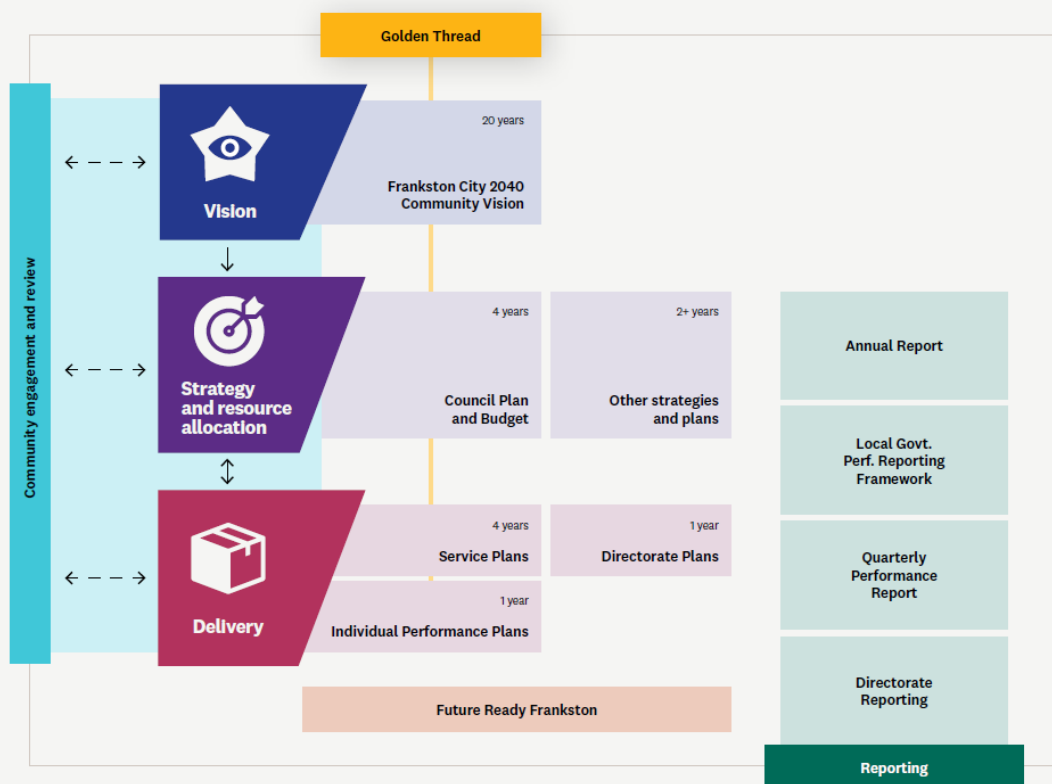 Golden Thread
Community engagement and review
Vision
20 years
Frankston City 2040
Community Vision
Strategy
and resource
allocation
4 years
Council Plan
and Budget
2+ years
Other strategies
and plans
Delivery
4 years
Service Plans
1 year
Directorate Plans
1 year
Individual Performance Plans
Future Ready Frankston
Annual Report
Local Govt.
Perf. Reporting
Framework
Quarterly
Performance
Report
Directorate
Reporting
Reporting